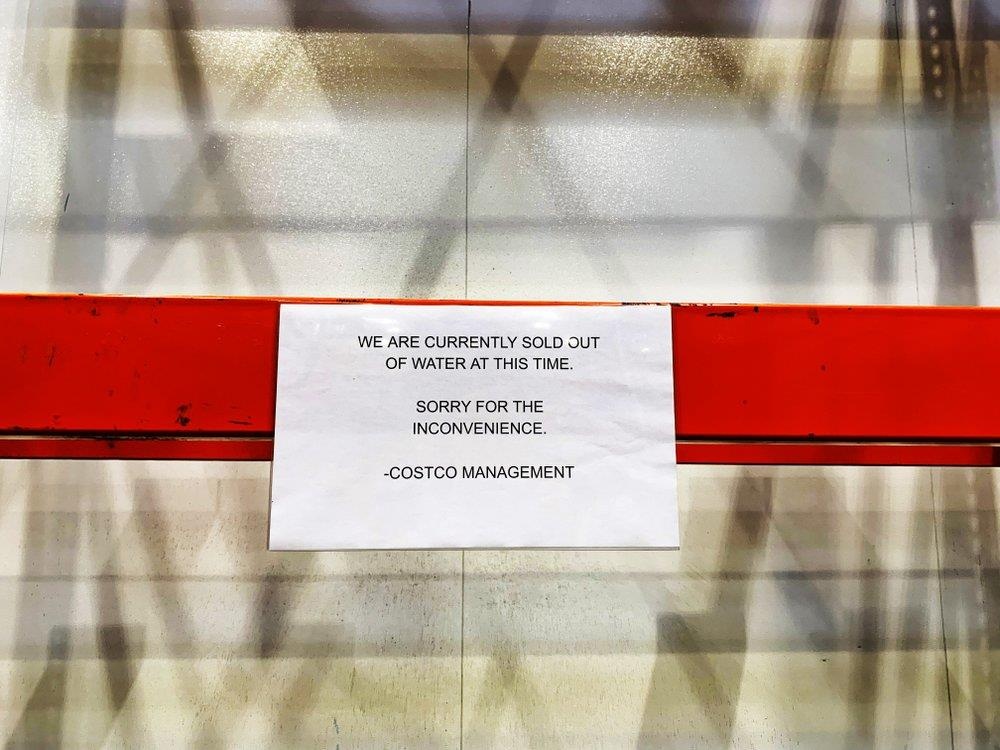 WE ARE CURRENTLY SOLD OUT
OF WATER AT THIS TIME.
SORRY FOR THE
INCONVENIENCE.
-COSTCO MANAGEMENT